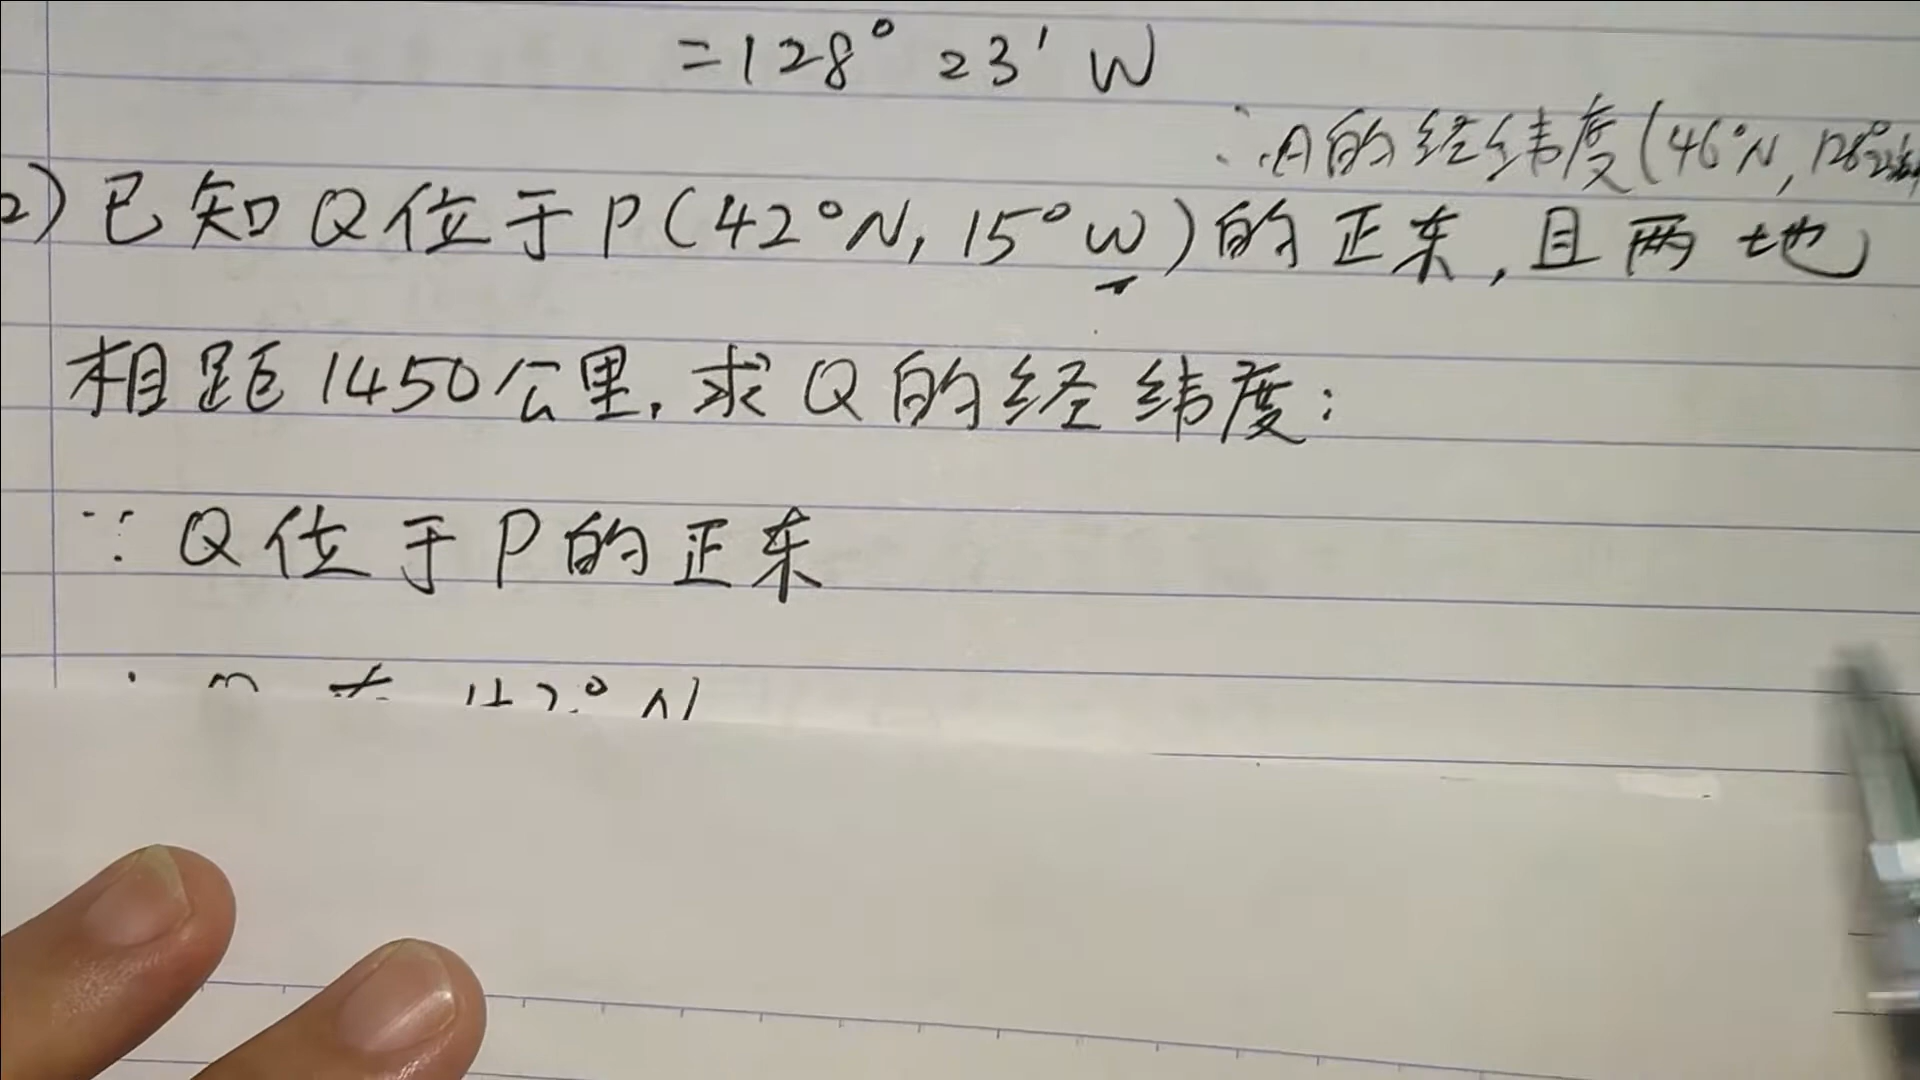 =128°23′W
∴A的经纬度(46°N, 128°
2)已知Q位于P(42°N, 15°W)的正东,且两地
相距1450公里.求Q的经纬度:
∵Q位于P的正东